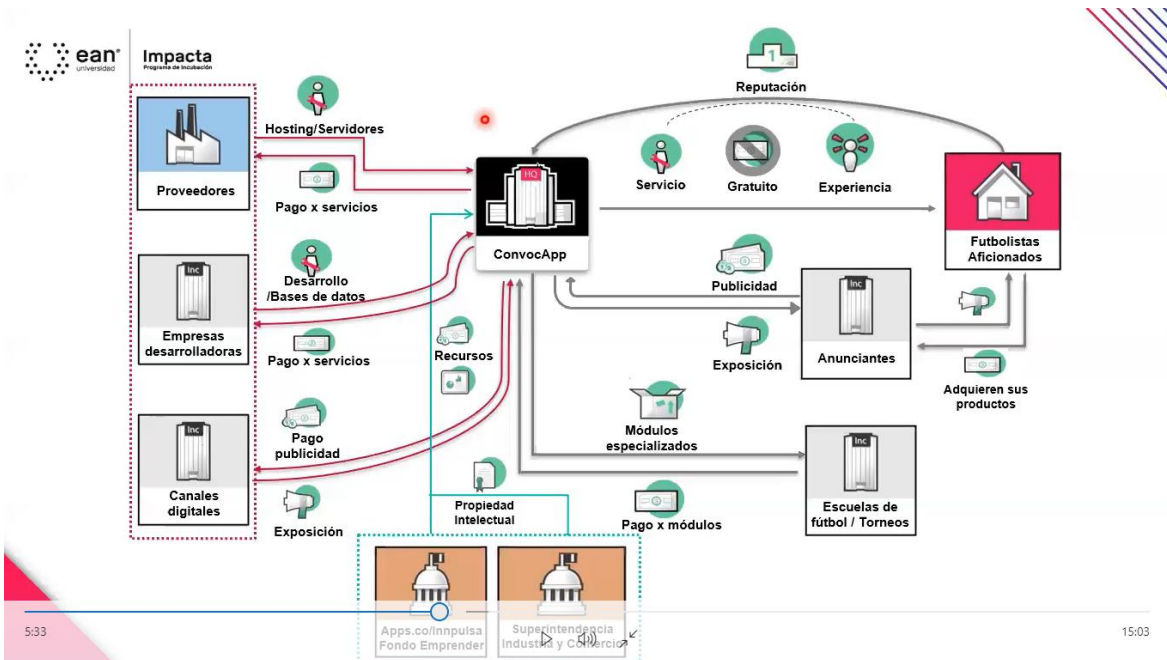 ean®
universidad
Impacta
Programa de Incubación
1
Reputación
Hosting/Servidores
Proveedores
Pago x servicios
HQ
ConvocApp
Servicio
Gratuito
Experiencia
Futbolistas
Aficionados
Inc
Empresas
desarrolladoras
Desarrollo
/Bases de datos
Pago x servicios
Recursos
Publicidad
Exposición
Inc
Anunciantes
Adquieren sus
productos
Inc
Canales
digitales
Pago
publicidad
Exposición
Módulos
especializados
Propiedad
Intelectual
Pago x módulos
Inc
Escuelas de
fútbol / Torneos
Apps.co/Innpulsa
Fondo Emprender
Superintendencia
Industria y Comercio
5:33
15:03